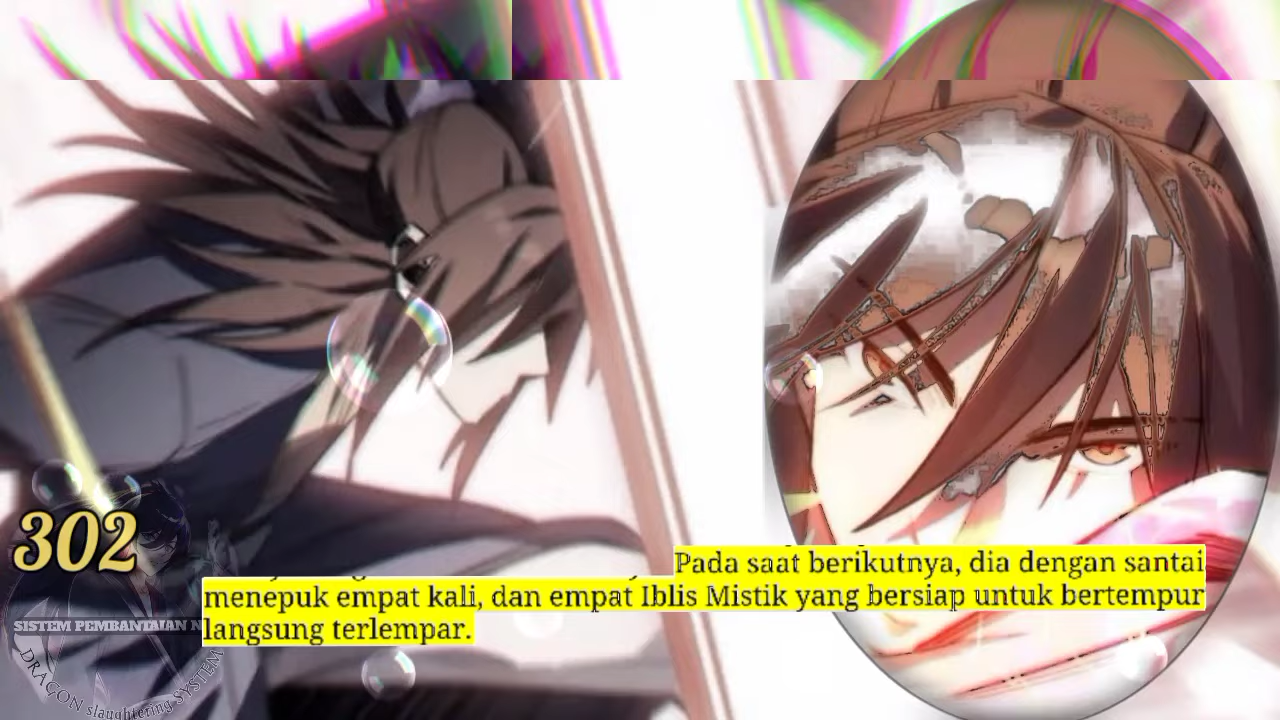 Pada saat berikutnya, dia dengan santai
menepuk empat kali, dan empat Iblis Mistik yang bersiap untuk bertempur
langsung terlempar.
302
SISTEM PEMBANTAIAN N
DRAGON slaughtering SYSTEM